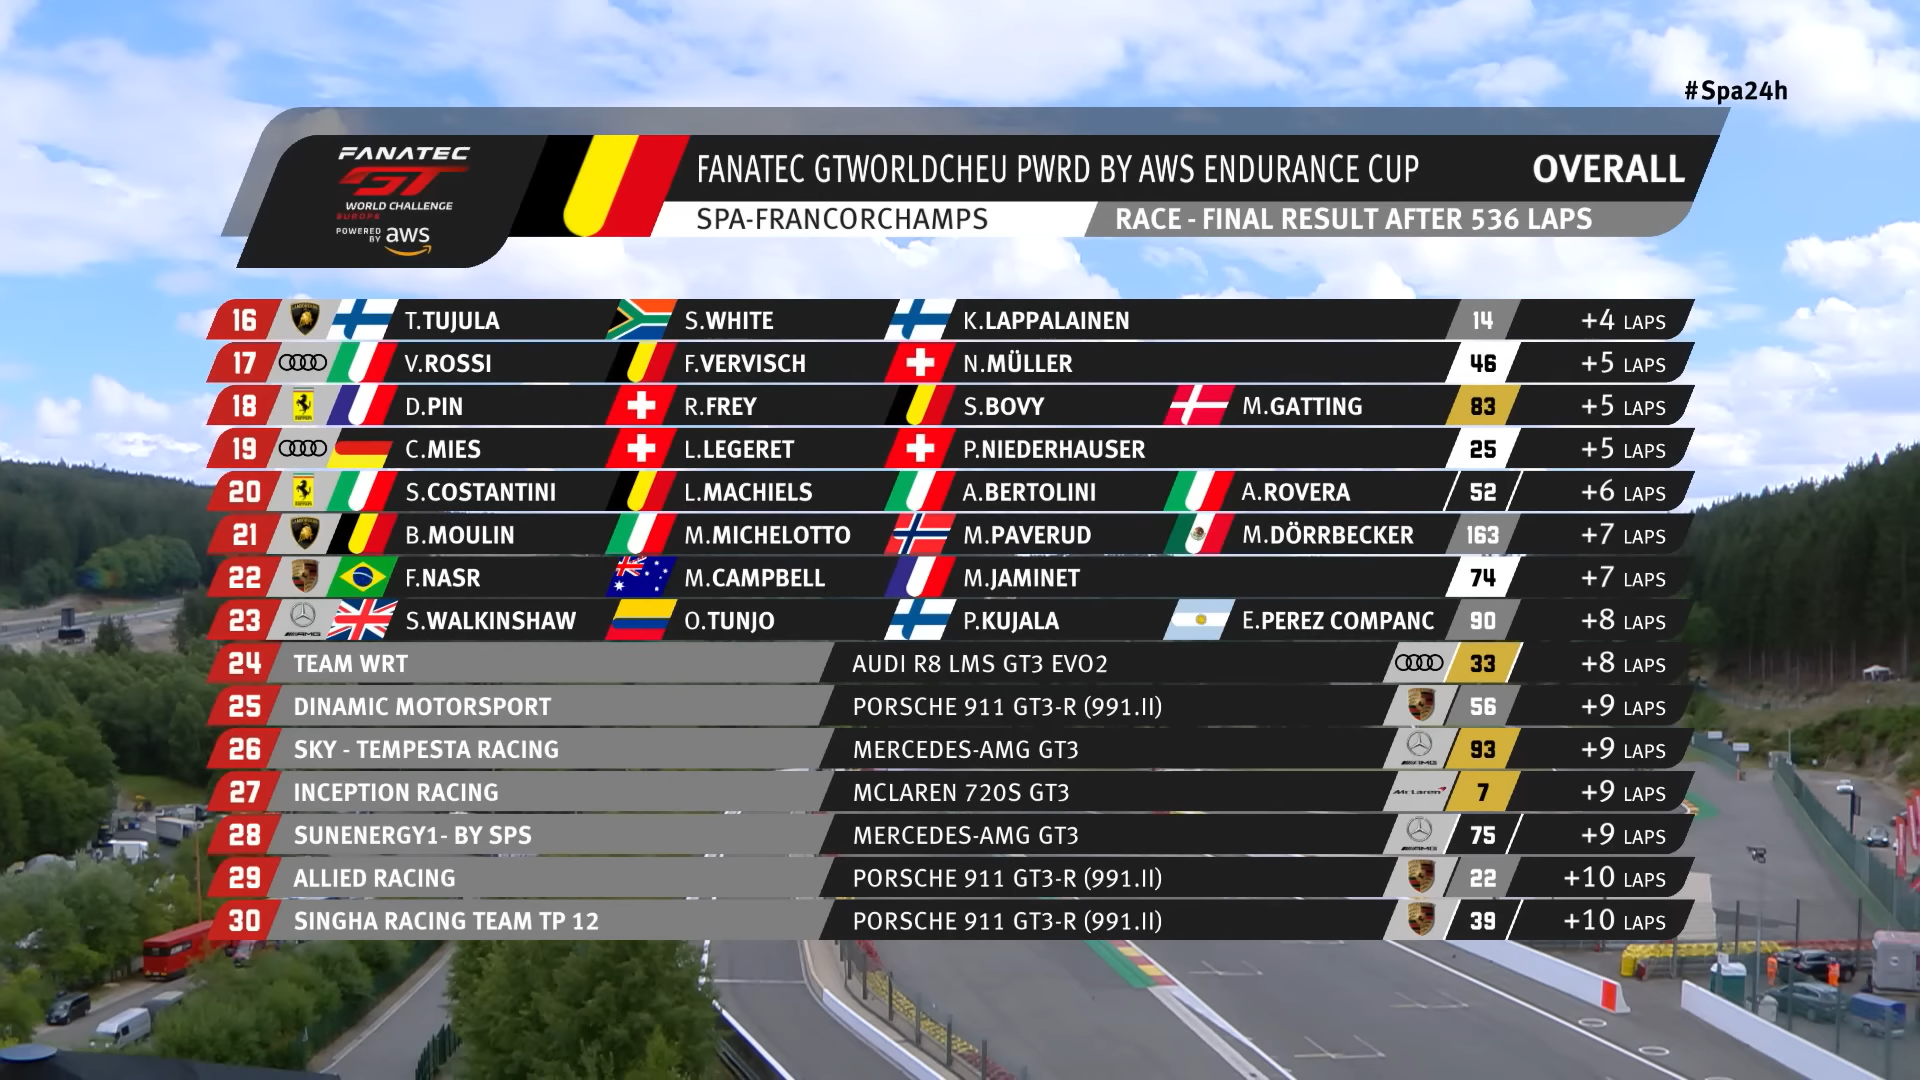 #Spa24h
FANATEC
GT
WORLD CHALLENGE
EUROPE
POWERED BY aws
FANATEC GTWORLDCHEU PWRD BY AWS ENDURANCE CUP OVERALL
SPA-FRANCORCHAMPS RACE - FINAL RESULT AFTER 536 LAPS
16 T.TUJULA S.WHITE K.LAPPALAINEN 14 +4 LAPS
17 V.ROSSI F.VERVISCH N.MÜLLER 46 +5 LAPS
18 D.PIN R.FREY S.BOVY M.GATTING 83 +5 LAPS
19 C.MIES L.LEGERET P.NIEDERHAUSER 25 +5 LAPS
20 S.COSTANTINI L.MACHIELS A.BERTOLINI A.ROVERA 52 +6 LAPS
21 B.MOULIN M.MICHELOTTO M.PAVERUD M.DÖRRBECKER 163 +7 LAPS
22 F.NASR M.CAMPBELL M.JAMINET 74 +7 LAPS
23 AMG S.WALKINSHAW O.TUNJO P.KUJALA E.PEREZ COMPANC 90 +8 LAPS
24 TEAM WRT AUDI R8 LMS GT3 EVO2 33 +8 LAPS
25 DINAMIC MOTORSPORT PORSCHE 911 GT3-R (991.II) 56 +9 LAPS
26 SKY - TEMPESTA RACING MERCEDES-AMG GT3 AMG 93 +9 LAPS
27 INCEPTION RACING MCLAREN 720S GT3 McLaren 7 +9 LAPS
28 SUNENERGY1- BY SPS MERCEDES-AMG GT3 AMG 75 +9 LAPS
29 ALLIED RACING PORSCHE 911 GT3-R (991.II) 22 +10 LAPS
30 SINGHA RACING TEAM TP 12 PORSCHE 911 GT3-R (991.II) 39 +10 LAPS